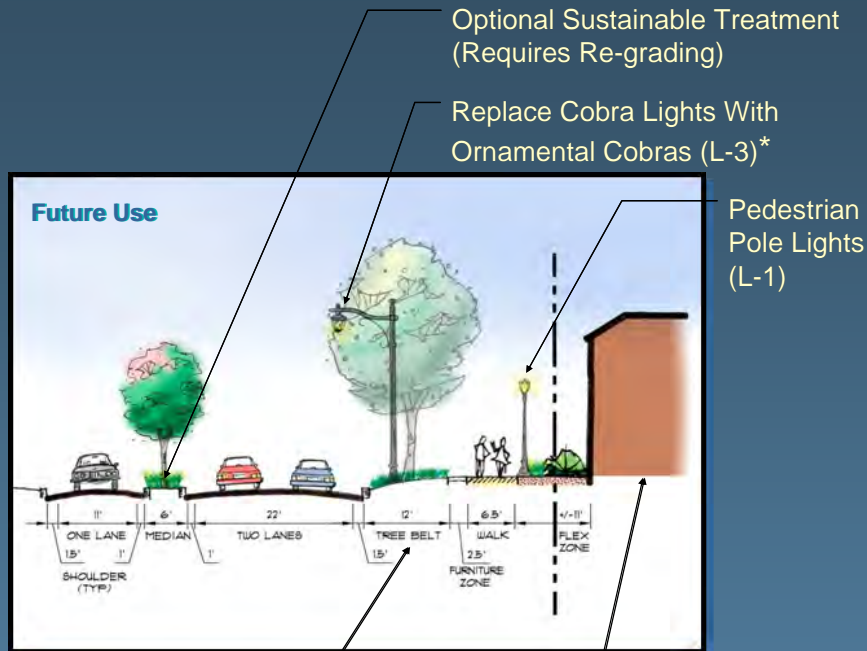 Optional Sustainable Treatment
(Requires Re-grading)
Replace Cobra Lights With
Ornamental Cobras (L-3)*
Pedestrian
Pole Lights
(L-1)
Future Use
11' 6' 22' 12' 6.5' +/-11'
ONE LANE MEDIAN TWO LANES TREE BELT WALK FLEX
ZONE
1.5' 1' 1' 1.5' 2.5'
SHOULDER
(TYP)
FURNITURE
ZONE